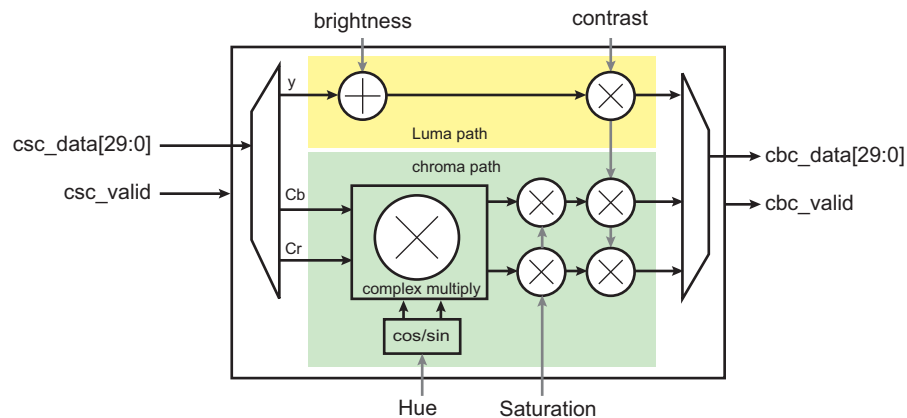 brightness
contrast
y
Luma path
csc_data[29:0]
chroma path
cbc_data[29:0]
csc_valid
Cb
cbc_valid
Cr
complex multiply
cos/sin
Hue
Saturation